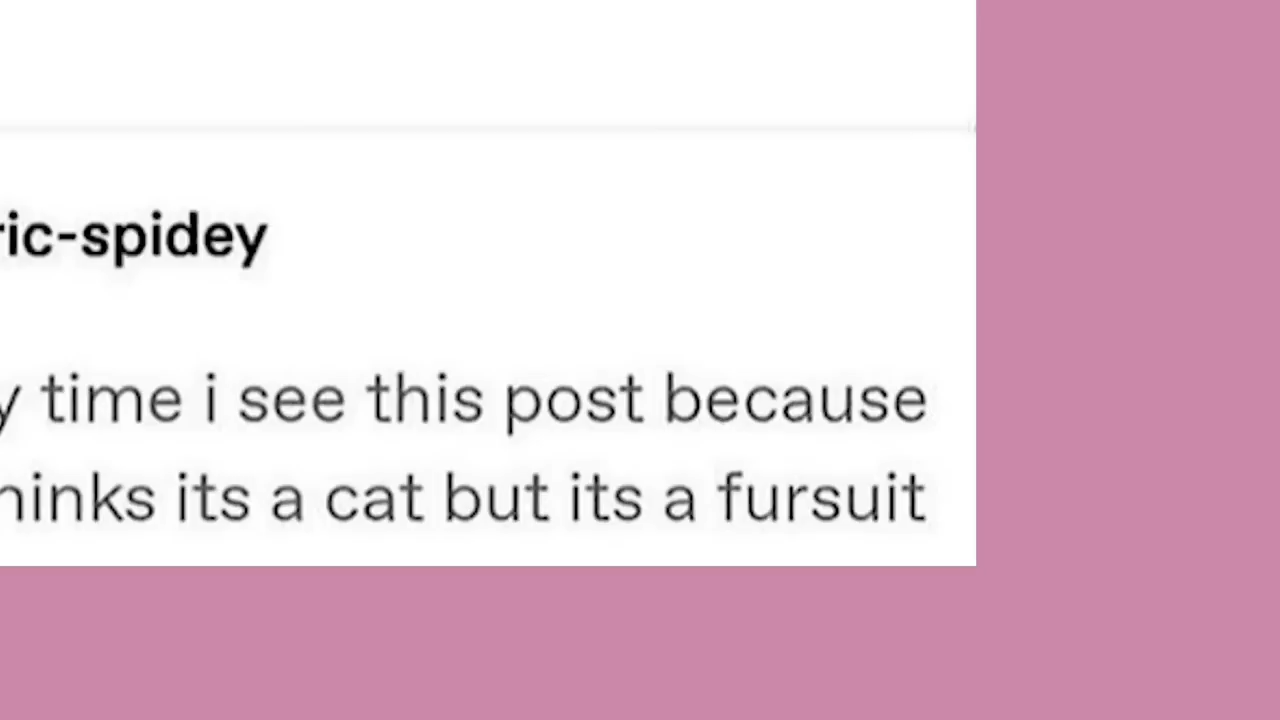 ric-spidey
y time i see this post because
hinks its a cat but its a fursuit